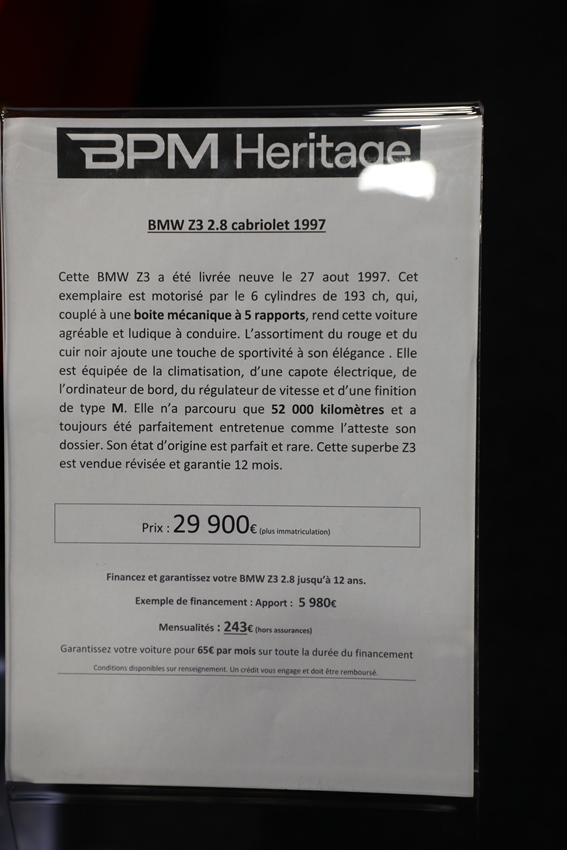 BPM Heritage
BMW Z3 2.8 cabriolet 1997
Cette BMW Z3 a été livrée neuve le 27 aout 1997. Cet
exemplaire est motorisé par le 6 cylindres de 193 ch, qui,
couplé à une boite mécanique à 5 rapports, rend cette voiture
agréable et ludique à conduire. L’assortiment du rouge et du
cuir noir ajoute une touche de sportivité à son élégance . Elle
est équipée de la climatisation, d’une capote électrique, de
l’ordinateur de bord, du régulateur de vitesse et d’une finition
de type M. Elle n’a parcouru que 52 000 kilomètres et a
toujours été parfaitement entretenue comme l’atteste son
dossier. Son état d’origine est parfait et rare. Cette superbe Z3
est vendue révisée et garantie 12 mois.
Prix : 29 900€ (plus immatriculation)
Financez et garantissez votre BMW Z3 2.8 jusqu’à 12 ans.
Exemple de financement : Apport : 5 980€
Mensualités : 243€ (hors assurances)
Garantissez votre voiture pour 65€ par mois sur toute la durée du financement
Conditions disponibles sur renseignement. Un crédit vous engage et doit être remboursé.